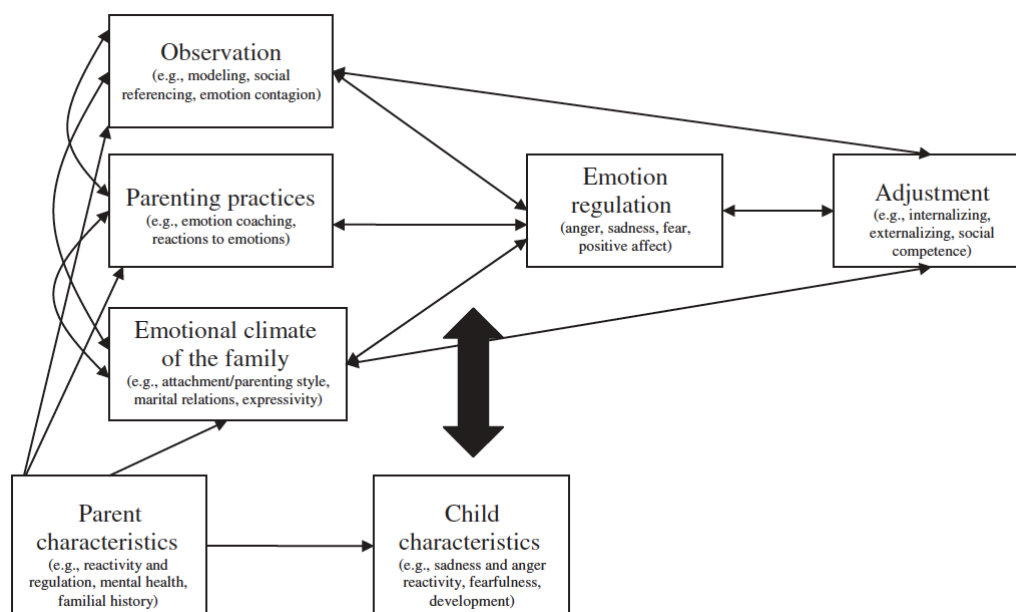 Observation
(e.g., modeling, social
referencing, emotion contagion)
Parenting practices
(e.g., emotion coaching,
reactions to emotions)
Emotion
regulation
(anger, sadness, fear,
positive affect)
Adjustment
(e.g., internalizing,
externalizing, social
competence)
Emotional climate
of the family
(e.g., attachment/parenting style,
marital relations, expressivity)
Parent
characteristics
(e.g., reactivity and
regulation, mental health,
familial history)
Child
characteristics
(e.g., sadness and anger
reactivity, fearfulness,
development)